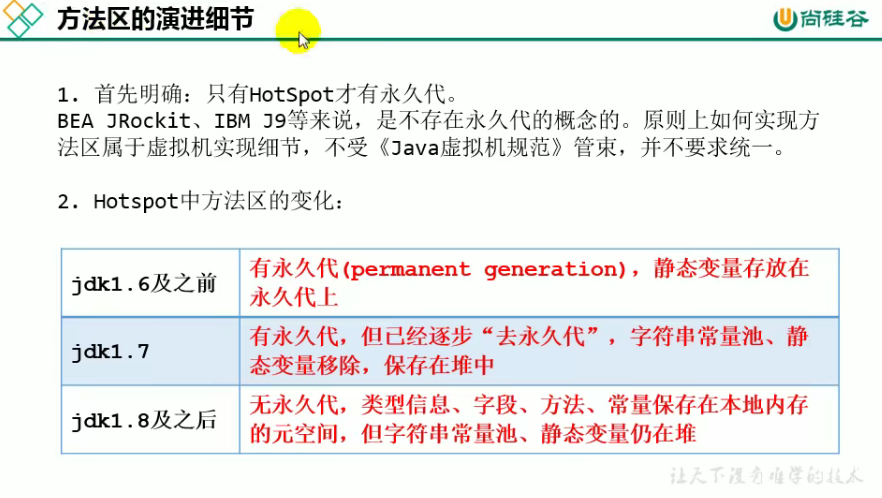 方法区的演进细节
尚硅谷
1. 首先明确：只有HotSpot才有永久代。
BEA JRockit、IBM J9等来说，是不存在永久代的概念的。原则上如何实现方
法区属于虚拟机实现细节，不受《Java虚拟机规范》管束，并不要求统一。
2. Hotspot中方法区的变化：
jdk1.6及之前
有永久代(permanent generation)，静态变量存放在
永久代上
jdk1.7
有永久代，但已经逐步“去永久代”，字符串常量池、静
态变量移除，保存在堆中
jdk1.8及之后
无永久代，类型信息、字段、方法、常量保存在本地内存
的元空间，但字符串常量池、静态变量仍在堆
让天下没有难学的技术